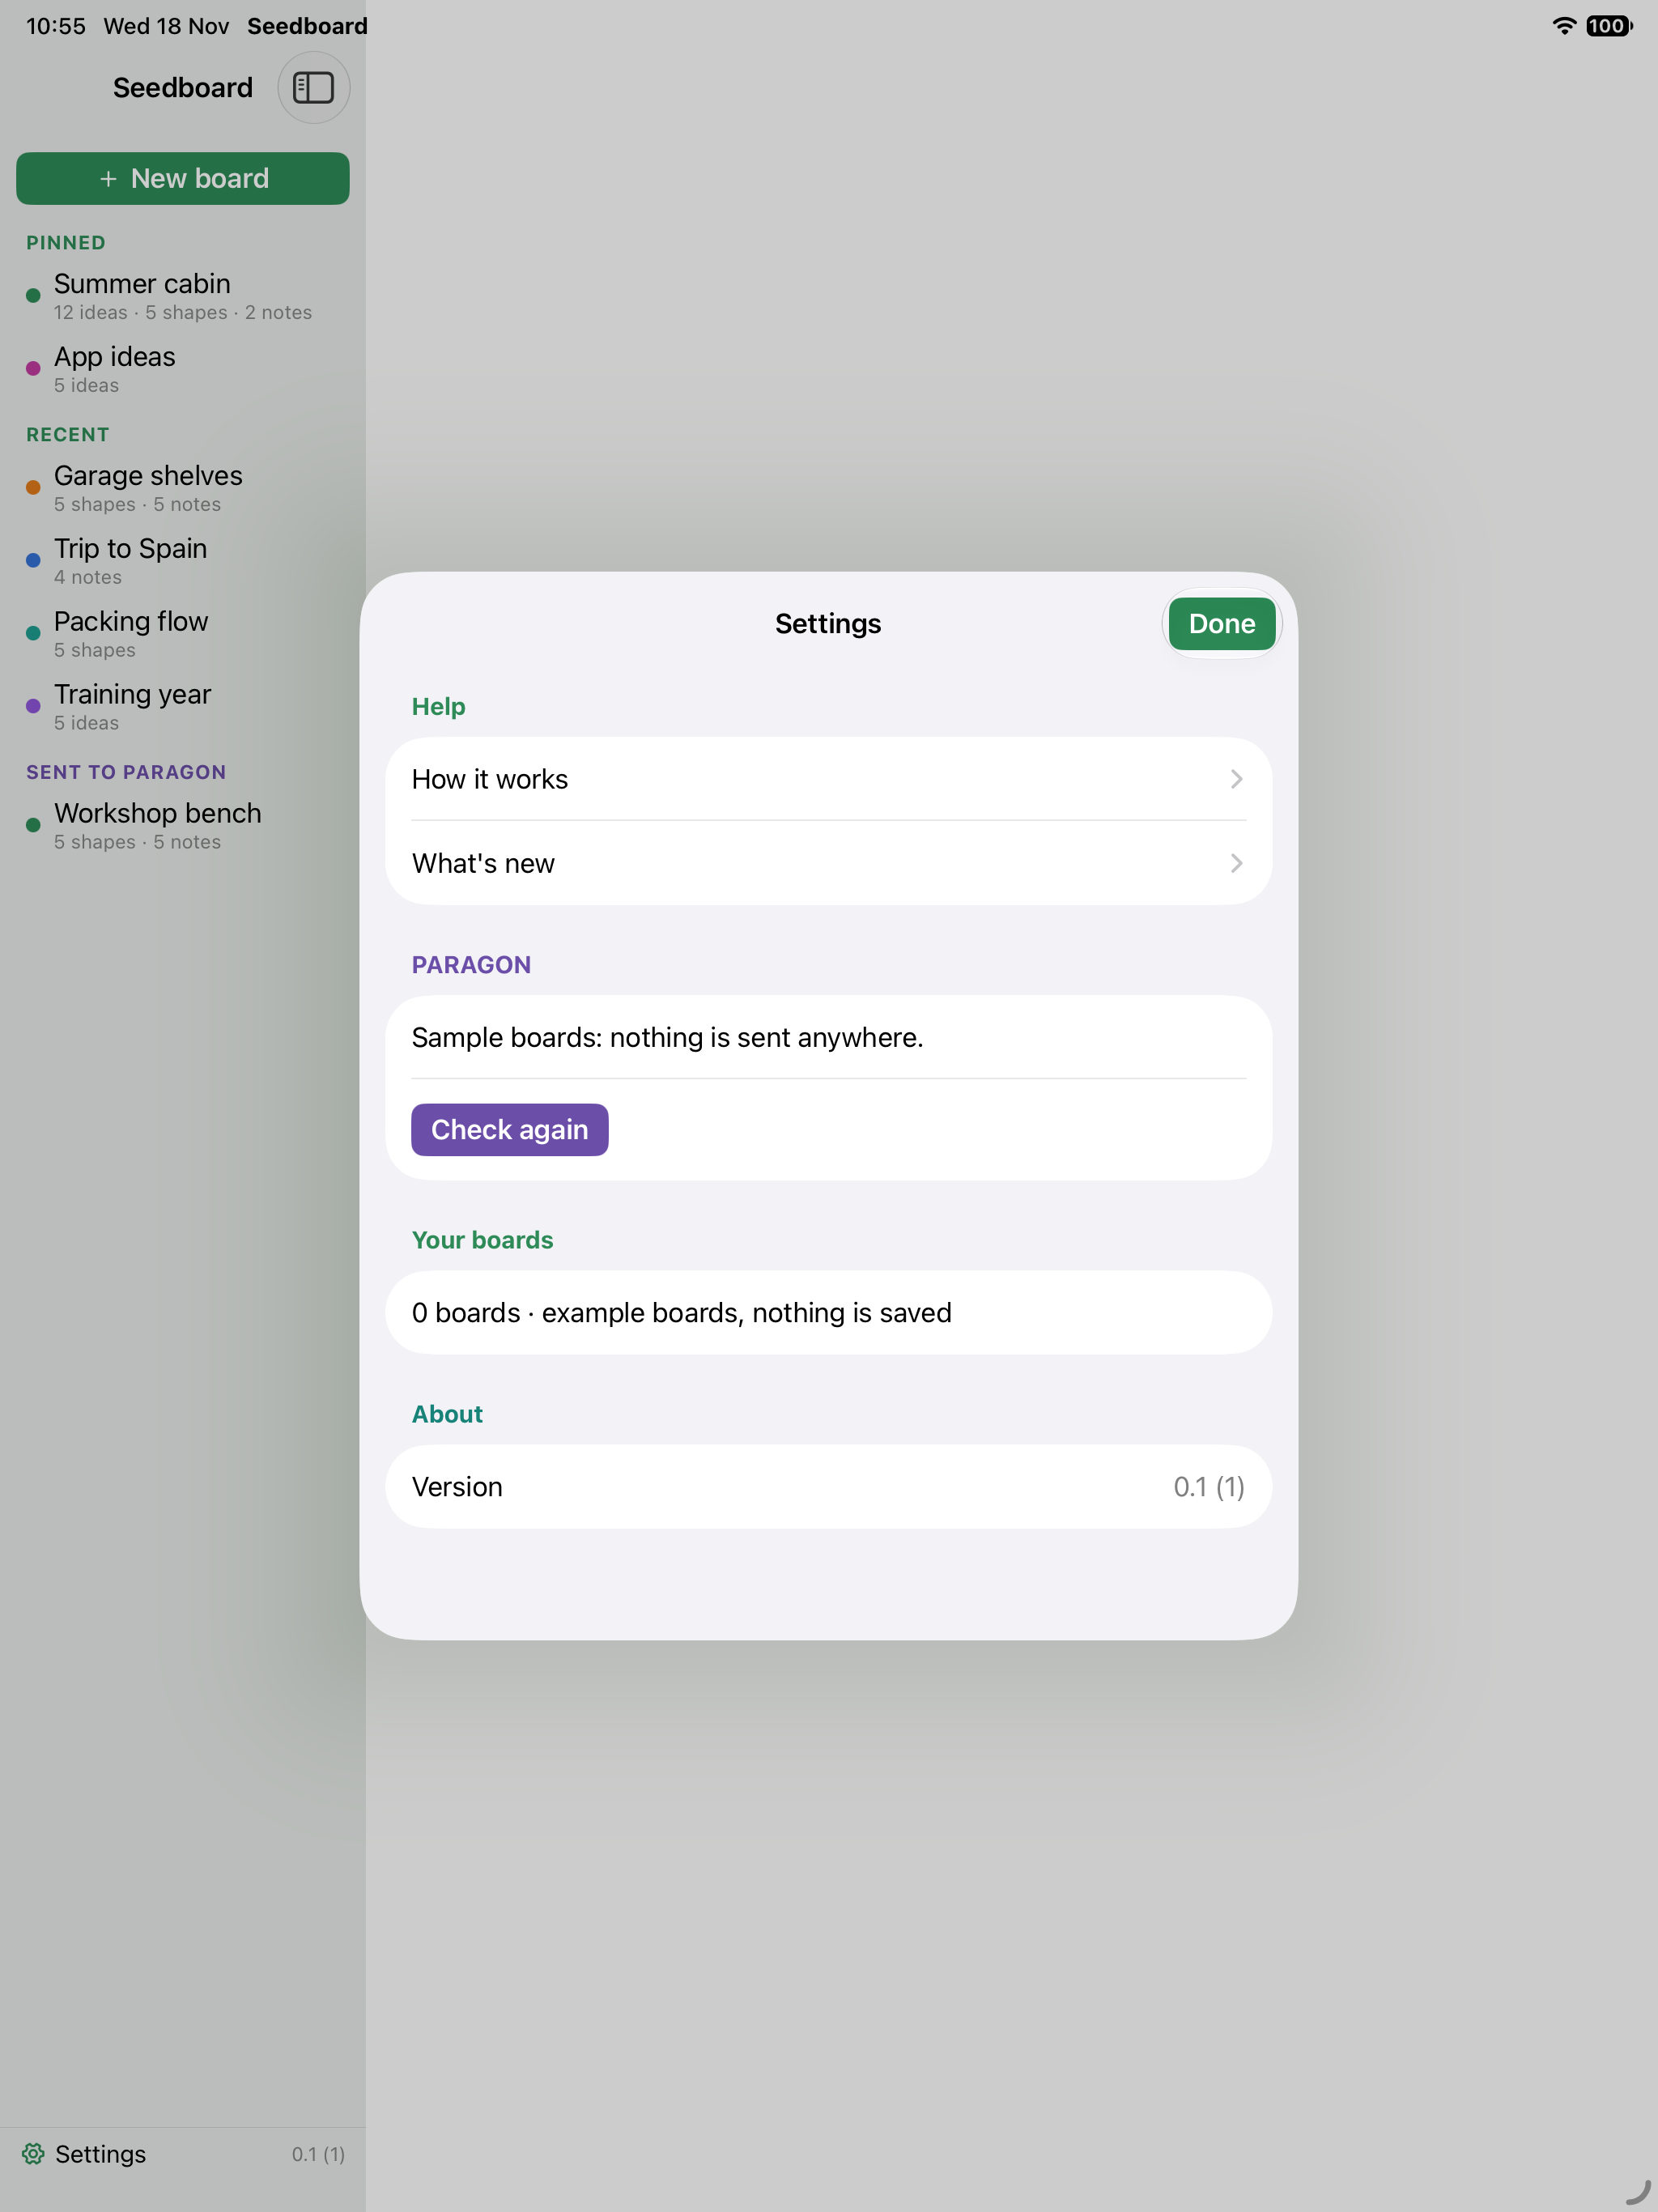 10:55 Wed 18 Nov Seedboard
100
Seedboard
+ New board
PINNED
Summer cabin
12 ideas · 5 shapes · 2 notes
App ideas
5 ideas
RECENT
Garage shelves
5 shapes · 5 notes
Trip to Spain
4 notes
Packing flow
5 shapes
Training year
5 ideas
SENT TO PARAGON
Workshop bench
5 shapes · 5 notes
Settings 0.1 (1)
Settings
Done
Help
How it works
What's new
PARAGON
Sample boards: nothing is sent anywhere.
Check again
Your boards
0 boards · example boards, nothing is saved
About
Version 0.1 (1)